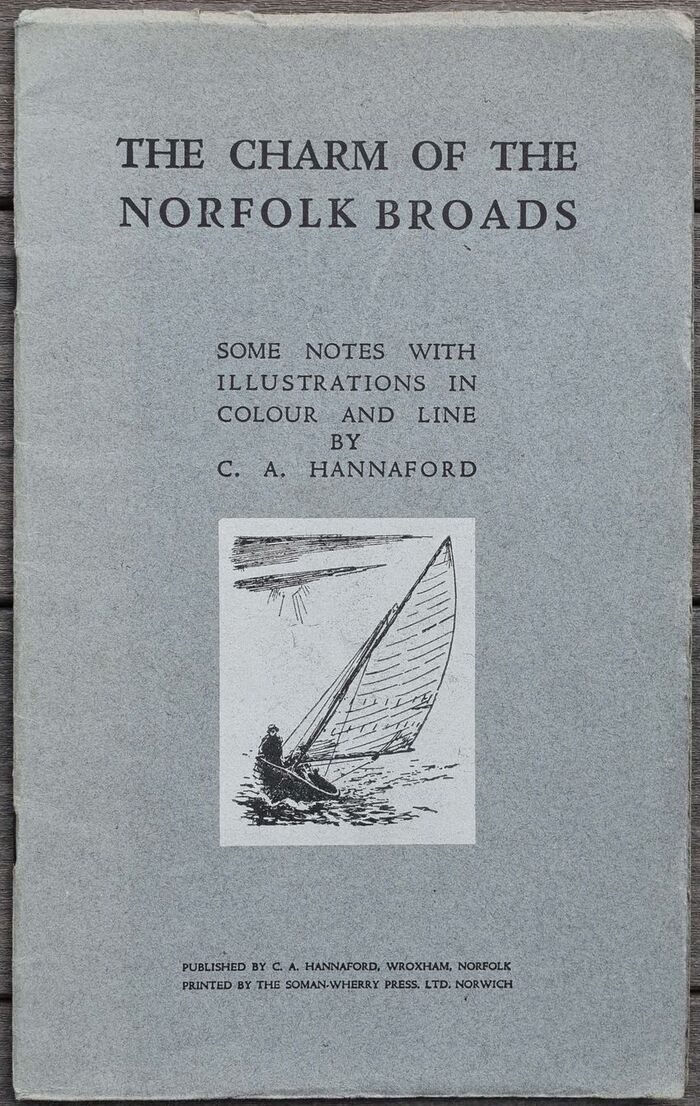 THE CHARM OF THE
NORFOLK BROADS
SOME NOTES WITH
ILLUSTRATIONS IN
COLOUR AND LINE
BY
C. A. HANNAFORD
PUBLISHED BY C. A. HANNAFORD, WROXHAM, NORFOLK
PRINTED BY THE SOMAN-WHERRY PRESS. LTD. NORWICH